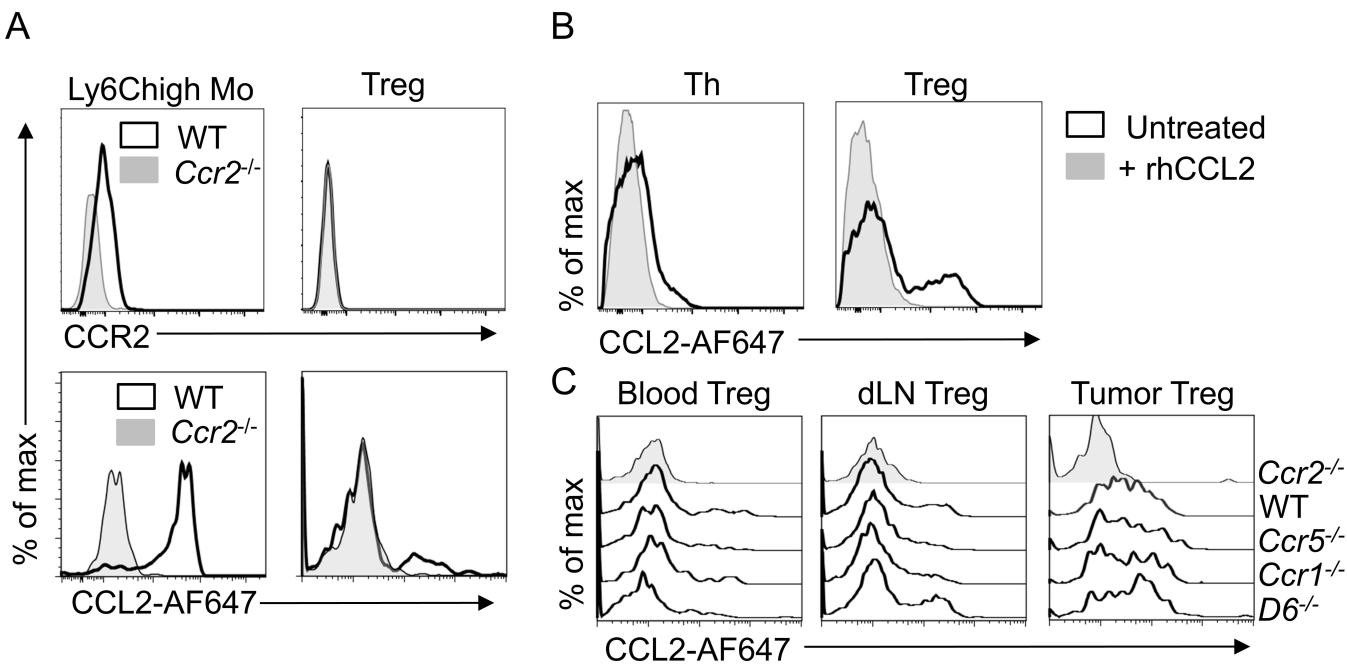 A
Ly6Chigh Mo
Treg
WT
Ccr2-/-
CCR2
WT
Ccr2-/-
% of max
CCL2-AF647
B
Th
Treg
Untreated
+ rhCCL2
% of max
CCL2-AF647
C
Blood Treg
dLN Treg
Tumor Treg
Ccr2-/-
WT
Ccr5-/-
Ccr1-/-
D6-/-
% of max
CCL2-AF647